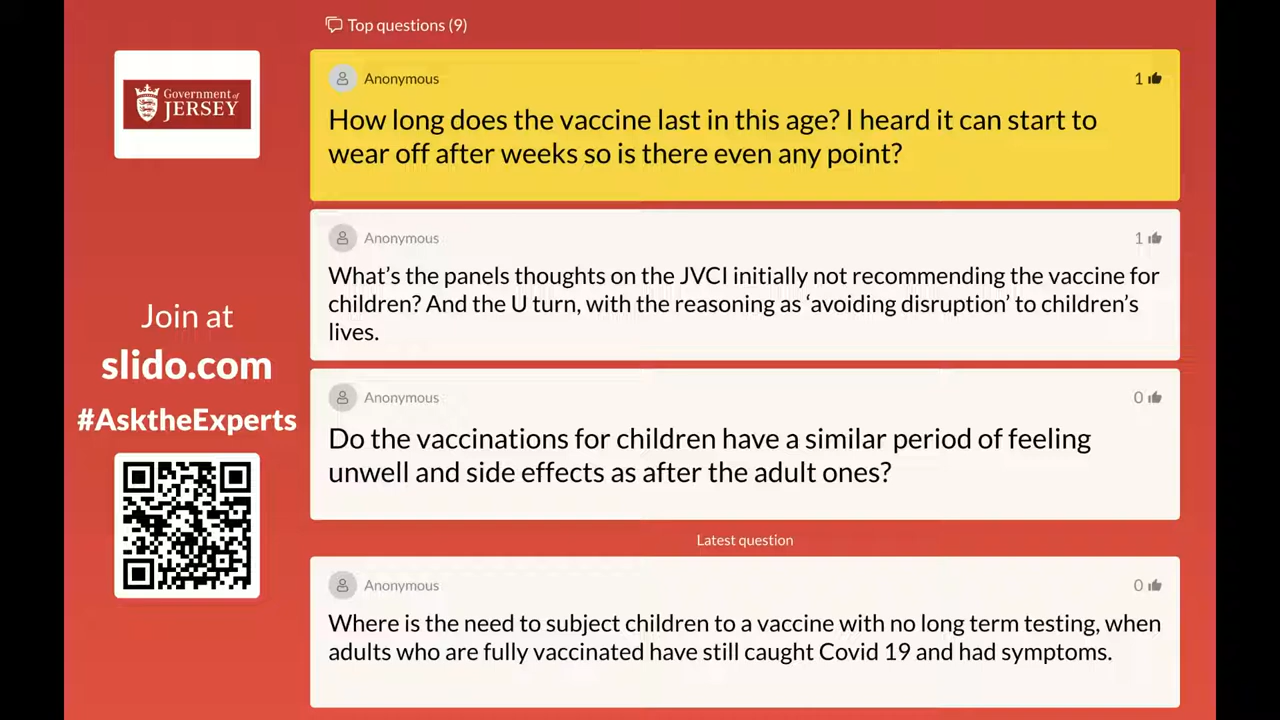 Top questions (9)
Government of
JERSEY
Join at
slido.com
#AsktheExperts
Anonymous
1
How long does the vaccine last in this age? I heard it can start to
wear off after weeks so is there even any point?
Anonymous
1
What's the panels thoughts on the JVCI initially not recommending the vaccine for
children? And the U turn, with the reasoning as ‘avoiding disruption’ to children’s
lives.
Anonymous
0
Do the vaccinations for children have a similar period of feeling
unwell and side effects as after the adult ones?
Latest question
Anonymous
0
Where is the need to subject children to a vaccine with no long term testing, when
adults who are fully vaccinated have still caught Covid 19 and had symptoms.